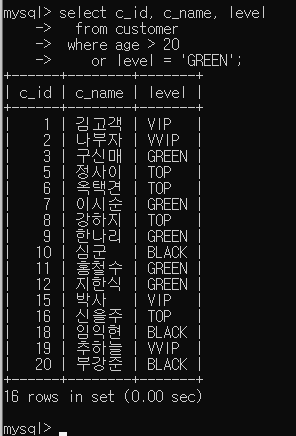 mysql> select c_id, c_name, level
    ->   from customer
    ->  where age > 20
    ->     or level = 'GREEN';
+------+--------+-------+
| c_id | c_name | level |
+------+--------+-------+
|    1 | 김고객 | VIP   |
|    2 | 나부자 | VVIP  |
|    3 | 구신매 | GREEN |
|    5 | 정사이 | TOP   |
|    6 | 옥택견 | TOP   |
|    7 | 이시순 | GREEN |
|    8 | 강하지 | TOP   |
|    9 | 한나리 | GREEN |
|   10 | 심군   | BLACK |
|   11 | 홍철수 | GREEN |
|   12 | 지한식 | GREEN |
|   15 | 박사   | VIP   |
|   16 | 신을주 | TOP   |
|   18 | 임익현 | BLACK |
|   19 | 추하늘 | VVIP  |
|   20 | 부강준 | BLACK |
+------+--------+-------+
16 rows in set (0.00 sec)
mysql>